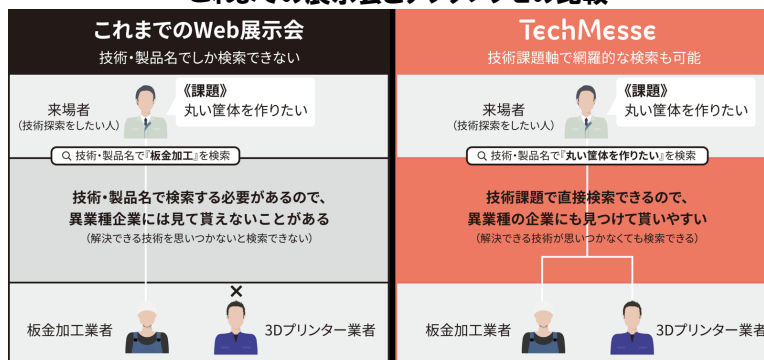 これまでのWeb展示会
技術・製品名でしか検索できない
来場者
(技術探索をしたい人)
《課題》
丸い筐体を作りたい
技術・製品名で『板金加工』を検索
技術・製品名で検索する必要があるので、
異業種企業には見て貰えないことがある
(解決できる技術を思いつかないと検索できない)
板金加工業者
3Dプリンター業者
TechMesse
技術課題軸で網羅的な検索も可能
来場者
(技術探索をしたい人)
《課題》
丸い筐体を作りたい
技術・製品名で『丸い筐体を作りたい』を検索
技術課題で直接検索できるので、
異業種の企業にも見つけて貰いやすい
(解決できる技術が思いつかなくても検索できる)
板金加工業者
3Dプリンター業者